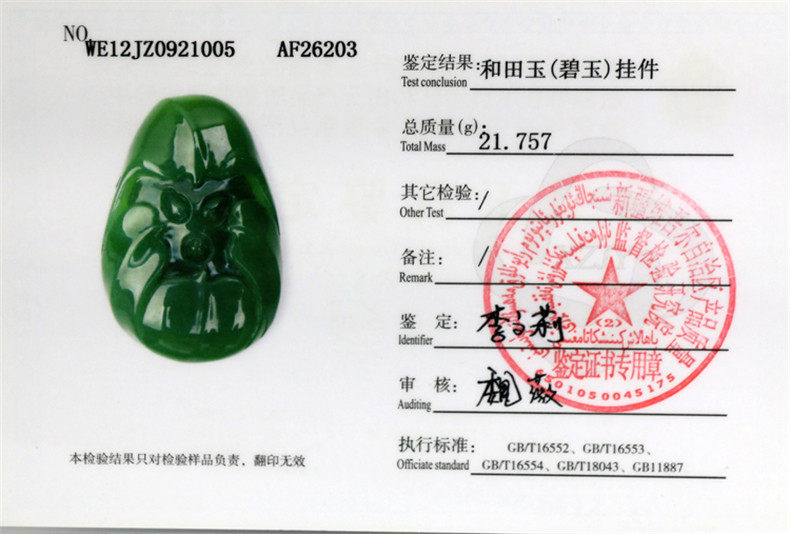 NO.
WE12JZ0921005 AF26203
鉴定结果:和田玉(碧玉)挂件
Test conclusion
总质量(g): 21.757
Total Mass
其它检验: /
Other Test
备注: /
Remark
鉴 定:
Identifier
审 核:
Auditing
执行标准: GB/T16552、GB/T16553、
Officiate standard GB/T16554、GB/T18043、GB11887
本检验结果只对检验样品负责，翻印无效
(2)
鉴定证书专用章
6501050045175